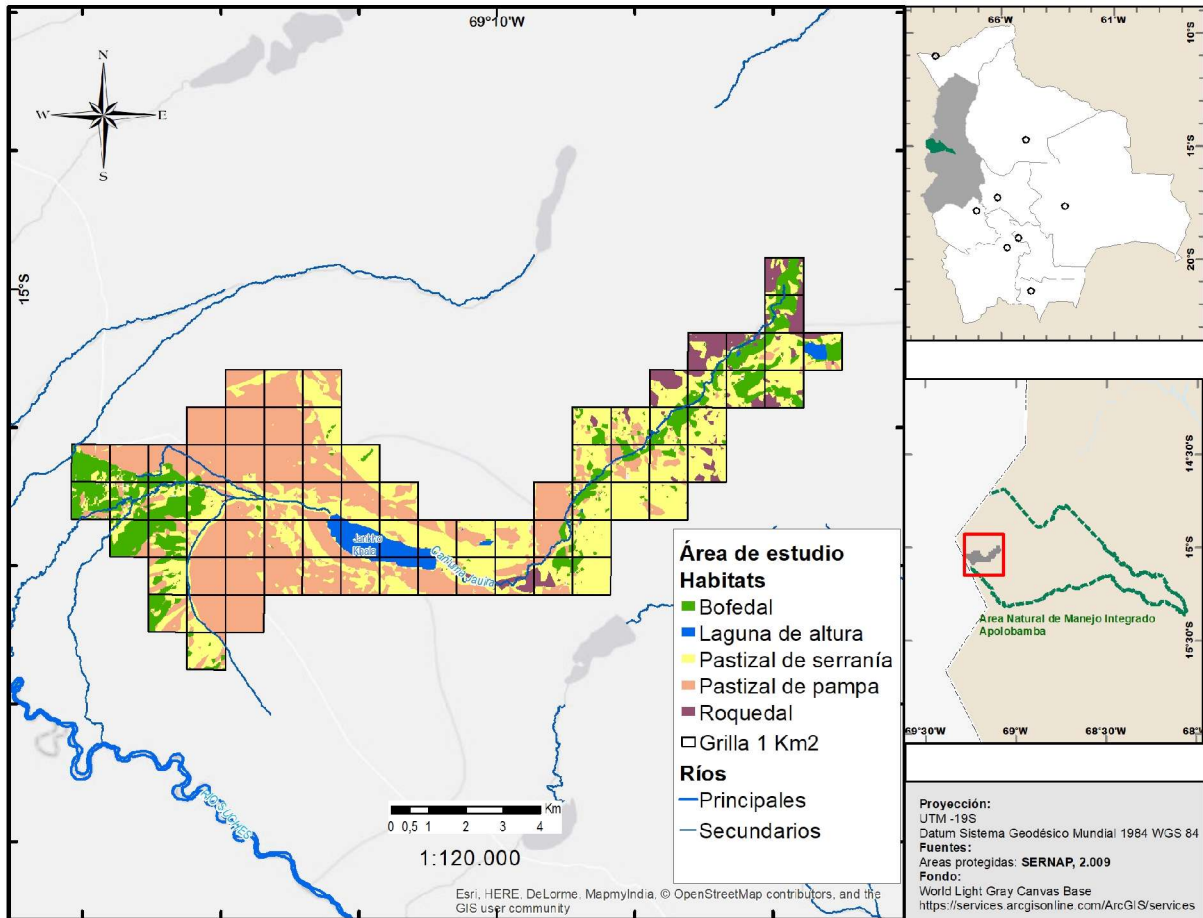 69°10'W
15°S
N
W
E
S
Jankho
Khala
RIO SUCHES
Área de estudio
Habitats
Bofedal
Laguna de altura
Pastizal de serranía
Pastizal de pampa
Roquedal
Grilla 1 Km2
Ríos
Principales
Secundarios
Km
0 0,5 1 2 3 4
1:120.000
Esri, HERE, DeLorme, MapmyIndia, © OpenStreetMap contributors, and the
GIS user community
66°W
61°W
10°S
15°S
20°S
14°30'S
15°S
15°30'S
Área Natural de Manejo Integrado
Apolobamba
69°30'W
69°W
68°30'W
68°
Proyección:
UTM -19S
Datum Sistema Geodésico Mundial 1984 WGS 84
Fuentes:
Areas protegidas: SERNAP, 2.009
Fondo:
World Light Gray Canvas Base
https://services.arcgisonline.com/ArcGIS/services